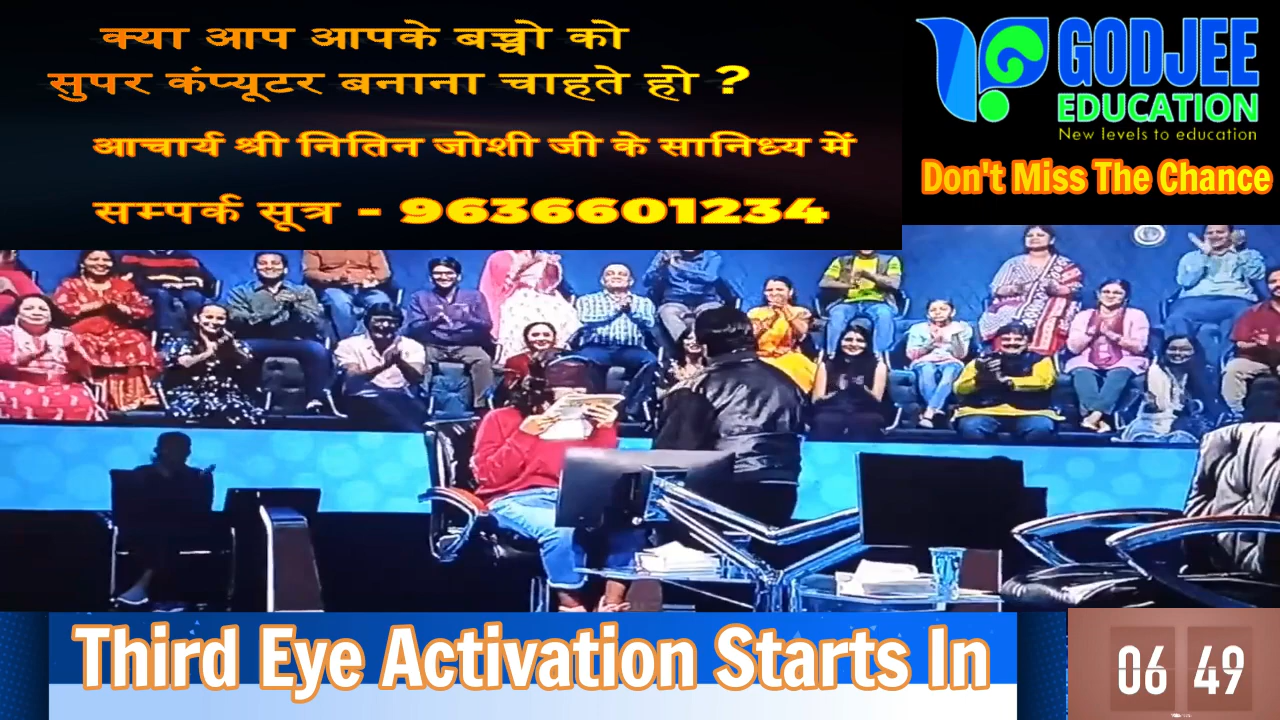 क्या आप आपके बच्चो को
सुपर कंप्यूटर बनाना चाहते हो ?
आचार्य श्री नितिन जोशी जी के सानिध्य में
सम्पर्क सूत्र - 9636601234
GODJEE
EDUCATION
New levels to education
Don't Miss The Chance
Third Eye Activation Starts In
06 49